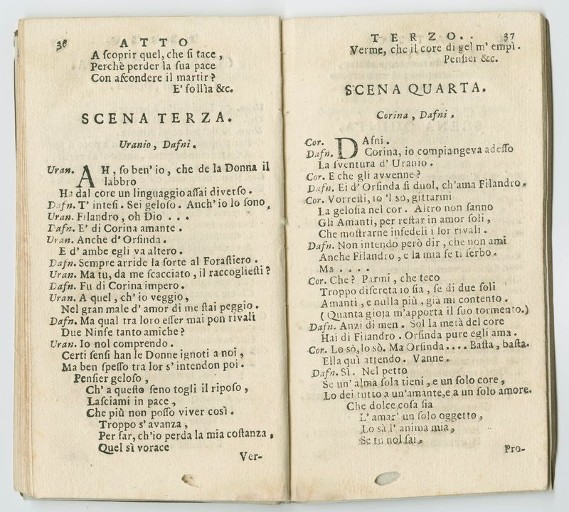 36 ATTO
A scoprir quel, che si tace,
Perchè perder la sua pace
Con ascondere il martir?
E' follìa &c.
SCENA TERZA.
Uranio, Dafni.
Uran. AH, so ben' io, che de la Donna il
labbro
Ha dal core un linguaggio assai diverso.
Dafn. T' intesi. Sei geloso. Anch' io lo sono,
Uran. Filandro, oh Dio . . .
Dafn. E' di Corina amante.
Uran. Anche d' Orsinda.
E d' ambe egli va altero.
Dafn. Sempre arride la sorte al Forastiero.
Uran. Ma tu, da me scacciato, il raccogliesti?
Dafn. Fu di Corina impero.
Uran. A quel, ch' io veggio,
Nel gran male d' amor di me stai peggio.
Dafn. Ma qual tra loro esser mai pon rivali
Due Ninfe tanto amiche?
Uran. Io nol comprendo.
Certi sensi han le Donne ignoti a noi,
Ma ben spesso tra lor s' intendon poi.
Pensier geloso,
Ch' a questo seno togli il riposo,
Lasciami in pace,
Che più non posso viver così.
Troppo s' avanza,
Per far, ch'io perda la mia costanza,
Quel sì vorace
Ver-
TERZO. 37
Verme, che il core di gel m' empì.
Pensier &c.
SCENA QUARTA.
Corina, Dafni.
Cor. DAfni.
Dafn. Corina, io compiangeva adesso
La sventura d' Uranio.
Cor. E che gli avvenne?
Dafn. Ei d' Orsinda si duol, ch'ama Filandro.
Cor. Vorresti, io 'l so, gittarmi
La gelosia nel cor. Altro non sanno
Gli Amanti, per restar in amor soli,
Che mostrarne infedeli i lor rivali.
Dafn. Non intendo però dir, che non ami
Anche Filandro, e la mia fe ti serbo.
Ma . . . .
Cor. Che? Parmi, che teco
Troppo discreta io sia, se di due soli
Amanti, e nulla più, già mi contento.
( Quanta gioja m'apporta il suo tormento.)
Dafn. Anzi di men. Sol la metà del core
Hai di Filandro. Orsinda pure egli ama.
Cor. Lo sò, lo sò. Ma Orsinda.... Basta, basta.
Ella qui attendo. Vanne.
Dafn. Sì. Nel petto
Se un' alma sola tieni, e un solo core,
Lo dei tutto a un'amante, e a un solo amore.
Che dolce cosa sia
L' amar' un solo oggetto,
Lo sà l' anima mia,
Se tu nol sai,
Pro-